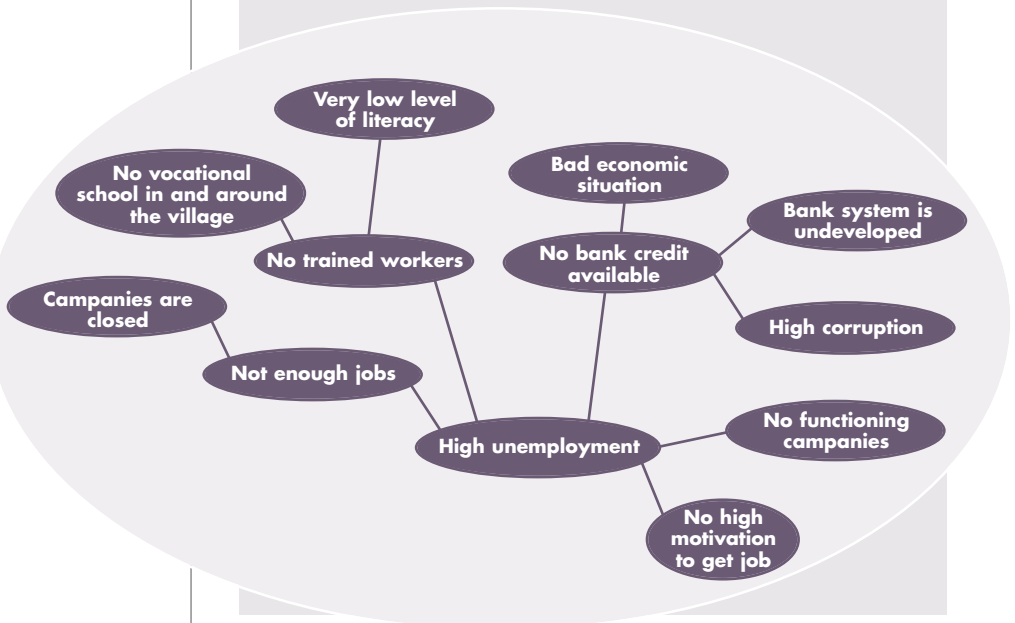 Very low level
of literacy
No vocational
school in and around
the village
Bad economic
situation
Bank system is
undeveloped
No trained workers
No bank credit
available
Campanies are
closed
High corruption
Not enough jobs
No functioning
campanies
High unemployment
No high
motivation
to get job